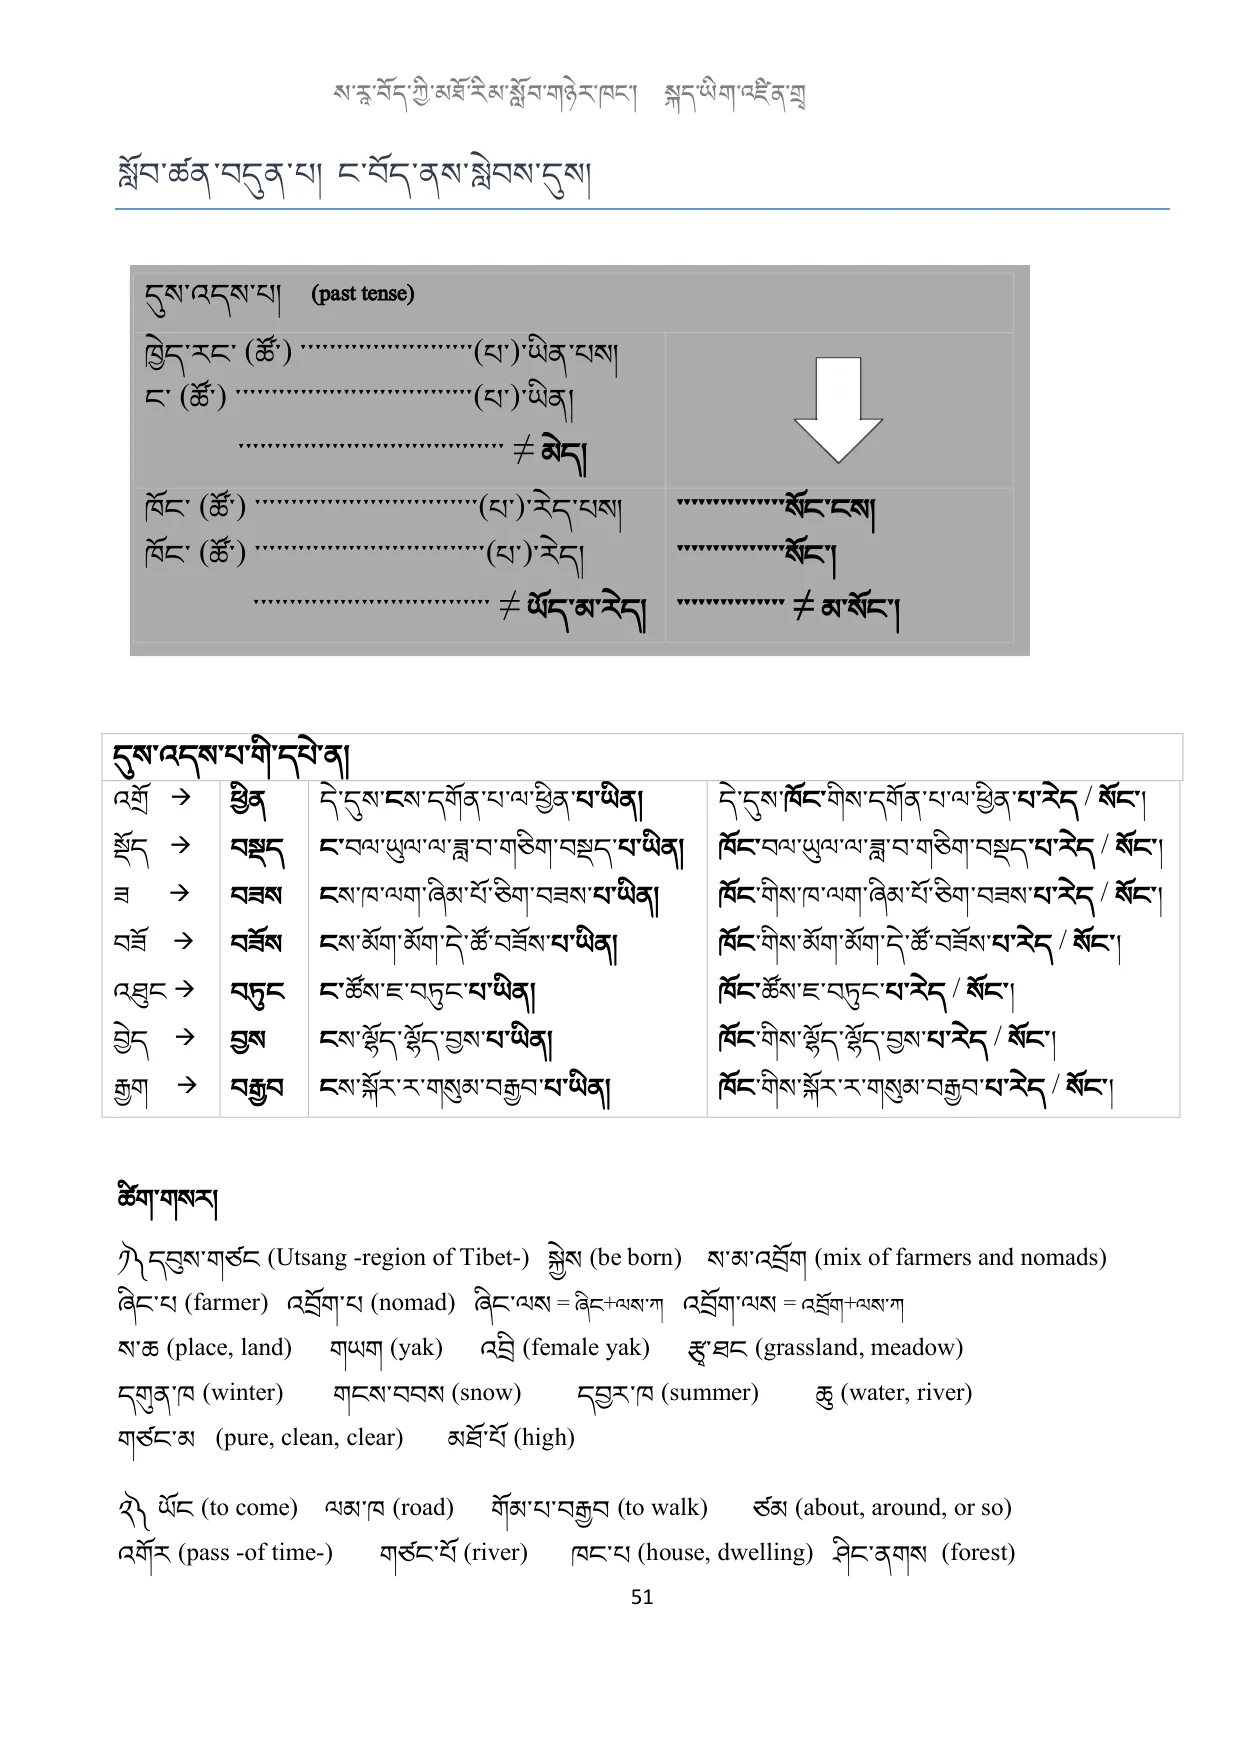 ས་རཱ་བོད་ཀྱི་མཐོ་རིམ་སློབ་གཉེར་ཁང་། སྐད་ཡིག་འཛིན་གྲྭ
སློབ་ཚན་བདུན་པ། ང་བོད་ནས་སླེབས་དུས།
དུས་འདས་པ། (past tense)
ཁྱེད་རང་ (ཚོ་) ་་་་་་་་་་་་་་་་་་་་་་་་(པ་)་ཡིན་པས།
ང་ (ཚོ་) ་་་་་་་་་་་་་་་་་་་་་་་་་་་་་་་་་(པ་)་ཡིན།
་་་་་་་་་་་་་་་་་་་་་་་་་་་་་་་་་་་་་ ≠ མེད།
ཁོང་ (ཚོ་) ་་་་་་་་་་་་་་་་་་་་་་་་་་་་་་་(པ་)་རེད་པས། ་་་་་་་་་་་་་་་སོང་ངས།
ཁོང་ (ཚོ་) ་་་་་་་་་་་་་་་་་་་་་་་་་་་་་་་་(པ་)་རེད། ་་་་་་་་་་་་་་་སོང་།
་་་་་་་་་་་་་་་་་་་་་་་་་་་་་་་་་ ≠ ཡོད་མ་རེད། ་་་་་་་་་་་་་་་ ≠ མ་སོང་།
དུས་འདས་པ་གི་དཔེ་ན།
འགྲོ → ཕྱིན དེ་དུས་ངས་དགོན་པ་ལ་ཕྱིན་པ་ཡིན། དེ་དུས་ཁོང་གིས་དགོན་པ་ལ་ཕྱིན་པ་རེད / སོང་།
སྡོད → བསྡད ང་བལ་ཡུལ་ལ་ཟླ་བ་གཅིག་བསྡད་པ་ཡིན། ཁོང་བལ་ཡུལ་ལ་ཟླ་བ་གཅིག་བསྡད་པ་རེད / སོང་།
ཟ → བཟས ངས་ཁ་ལག་ཞིམ་པོ་ཅིག་བཟས་པ་ཡིན། ཁོང་གིས་ཁ་ལག་ཞིམ་པོ་ཅིག་བཟས་པ་རེད / སོང་།
བཟོ → བཟོས ངས་མོག་མོག་དེ་ཚོ་བཟོས་པ་ཡིན། ཁོང་གིས་མོག་མོག་དེ་ཚོ་བཟོས་པ་རེད / སོང་།
འཐུང → བཏུང ང་ཚོས་ཇ་བཏུང་པ་ཡིན། ཁོང་ཚོས་ཇ་བཏུང་པ་རེད / སོང་།
བྱེད → བྱས ངས་ལྷོད་ལྷོད་བྱས་པ་ཡིན། ཁོང་གིས་ལྷོད་ལྷོད་བྱས་པ་རེད / སོང་།
རྒྱག → བརྒྱབ ངས་སྐོར་ར་གསུམ་བརྒྱབ་པ་ཡིན། ཁོང་གིས་སྐོར་ར་གསུམ་བརྒྱབ་པ་རེད / སོང་།
ཚིག་གསར།
༡༽ དབུས་གཙང (Utsang -region of Tibet-) སྐྱེས (be born) ས་མ་འབྲོག (mix of farmers and nomads)
ཞིང་པ (farmer) འབྲོག་པ (nomad) ཞིང་ལས = ཞིང+ལས་ཀ འབྲོག་ལས = འབྲོག+ལས་ཀ
ས་ཆ (place, land) གཡག (yak) འབྲི (female yak) རྩྭ་ཐང (grassland, meadow)
དགུན་ཁ (winter) གངས་བབས (snow) དབྱར་ཁ (summer) ཆུ (water, river)
གཙང་མ (pure, clean, clear) མཐོ་པོ (high)
༢༽ ཡོང (to come) ལམ་ཁ (road) གོམ་པ་བརྒྱབ (to walk) ཙམ (about, around, or so)
འགོར (pass -of time-) གཙང་པོ (river) ཁང་པ (house, dwelling) ཤིང་ནགས (forest)
51